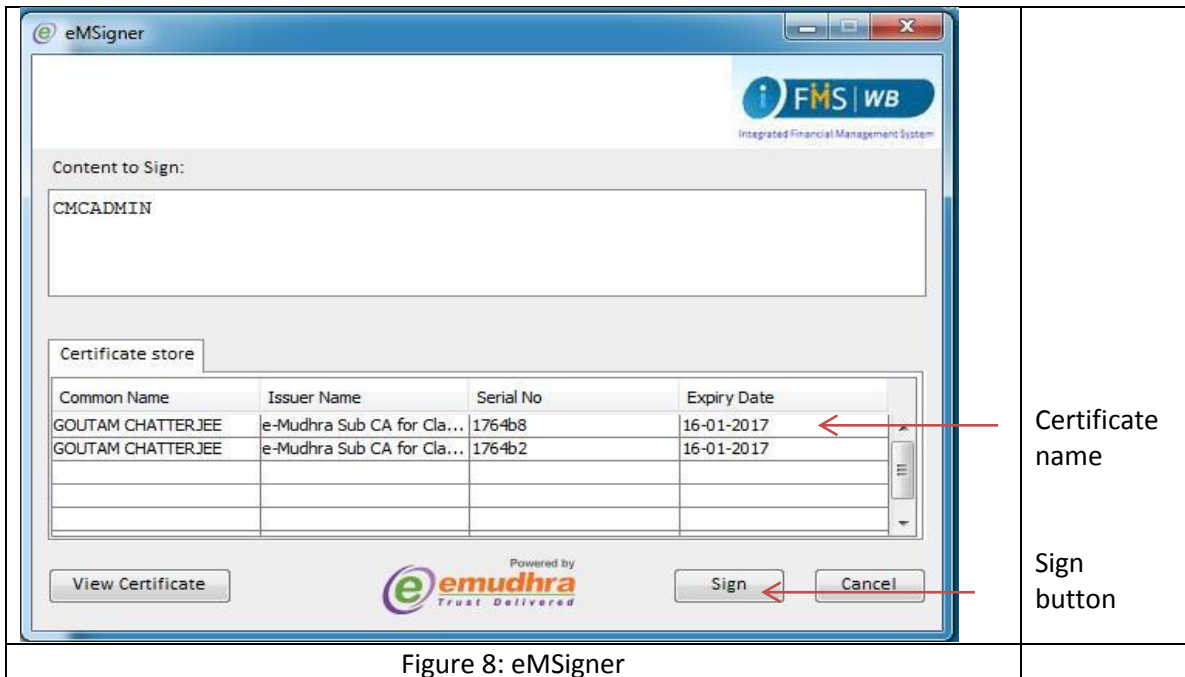 eMSigner
i FMS | WB
Integrated Financial Management System
Content to Sign:
CMCADMIN
Certificate store
Common Name Issuer Name Serial No Expiry Date
GOUTAM CHATTERJEE e-Mudhra Sub CA for Cla... 1764b8 16-01-2017
GOUTAM CHATTERJEE e-Mudhra Sub CA for Cla... 1764b2 16-01-2017
Certificate
name
View Certificate
Powered by
e emudhra
Trust Delivered
Sign
Cancel
Sign
button
Figure 8: eMSigner